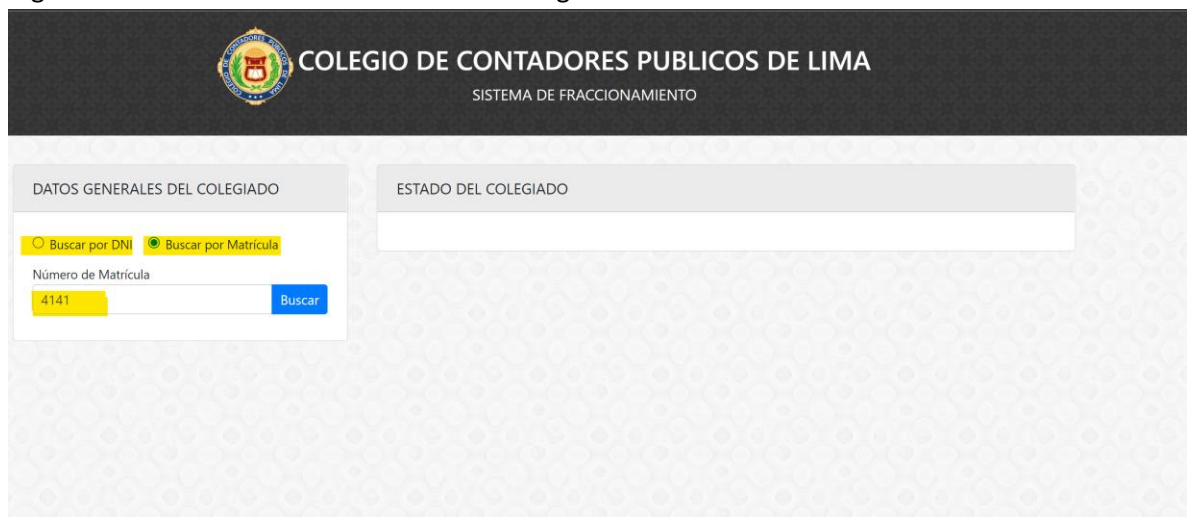 COLEGIO DE CONTADORES PUBLICOS DE LIMA
SISTEMA DE FRACCIONAMIENTO
DATOS GENERALES DEL COLEGIADO
Buscar por DNI Buscar por Matrícula
Número de Matrícula
4141 Buscar
ESTADO DEL COLEGIADO